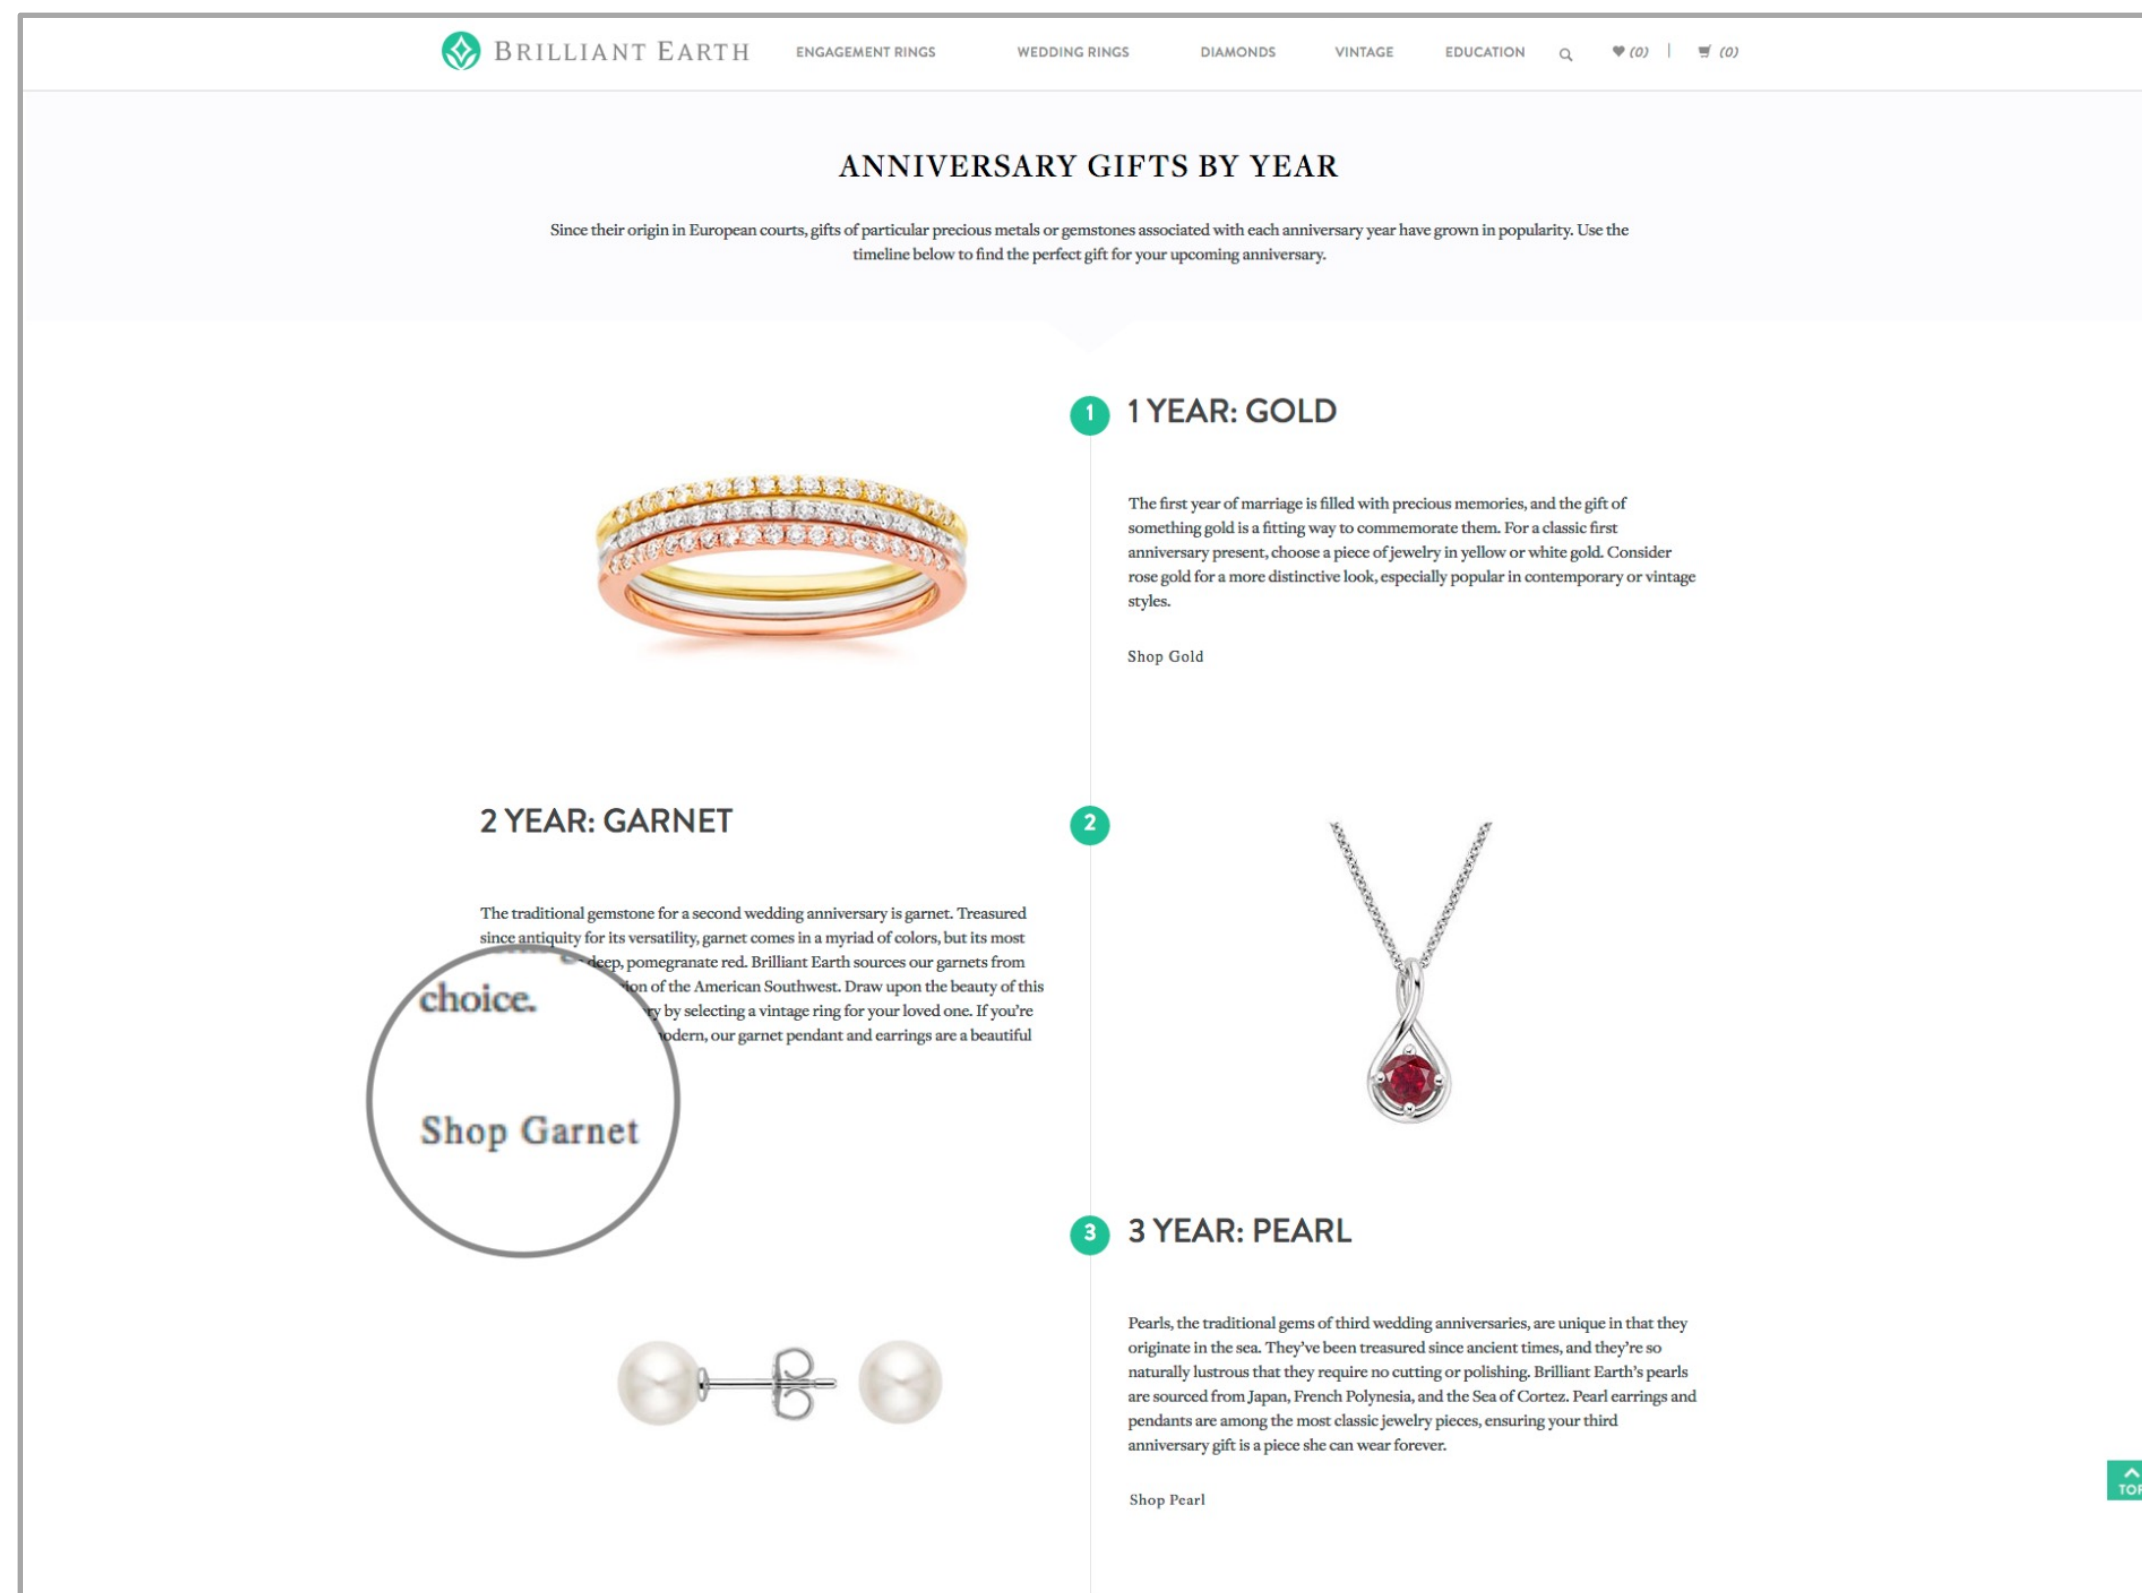 BRILLIANT EARTH ENGAGEMENT RINGS WEDDING RINGS DIAMONDS VINTAGE EDUCATION (0) | (0)
ANNIVERSARY GIFTS BY YEAR
Since their origin in European courts, gifts of particular precious metals or gemstones associated with each anniversary year have grown in popularity. Use the
timeline below to find the perfect gift for your upcoming anniversary.
1 1 YEAR: GOLD
The first year of marriage is filled with precious memories, and the gift of
something gold is a fitting way to commemorate them. For a classic first
anniversary present, choose a piece of jewelry in yellow or white gold. Consider
rose gold for a more distinctive look, especially popular in contemporary or vintage
styles.
Shop Gold
2 YEAR: GARNET 2
The traditional gemstone for a second wedding anniversary is garnet. Treasured
since antiquity for its versatility, garnet comes in a myriad of colors, but its most
deep, pomegranate red. Brilliant Earth sources our garnets from
of the American Southwest. Draw upon the beauty of this
by selecting a vintage ring for your loved one. If you're
our garnet pendant and earrings are a beautiful
choice.
Shop Garnet
3 3 YEAR: PEARL
Pearls, the traditional gems of third wedding anniversaries, are unique in that they
originate in the sea. They've been treasured since ancient times, and they're so
naturally lustrous that they require no cutting or polishing. Brilliant Earth's pearls
are sourced from Japan, French Polynesia, and the Sea of Cortez. Pearl earrings and
pendants are among the most classic jewelry pieces, ensuring your third
anniversary gift is a piece she can wear forever.
Shop Pearl
TOP